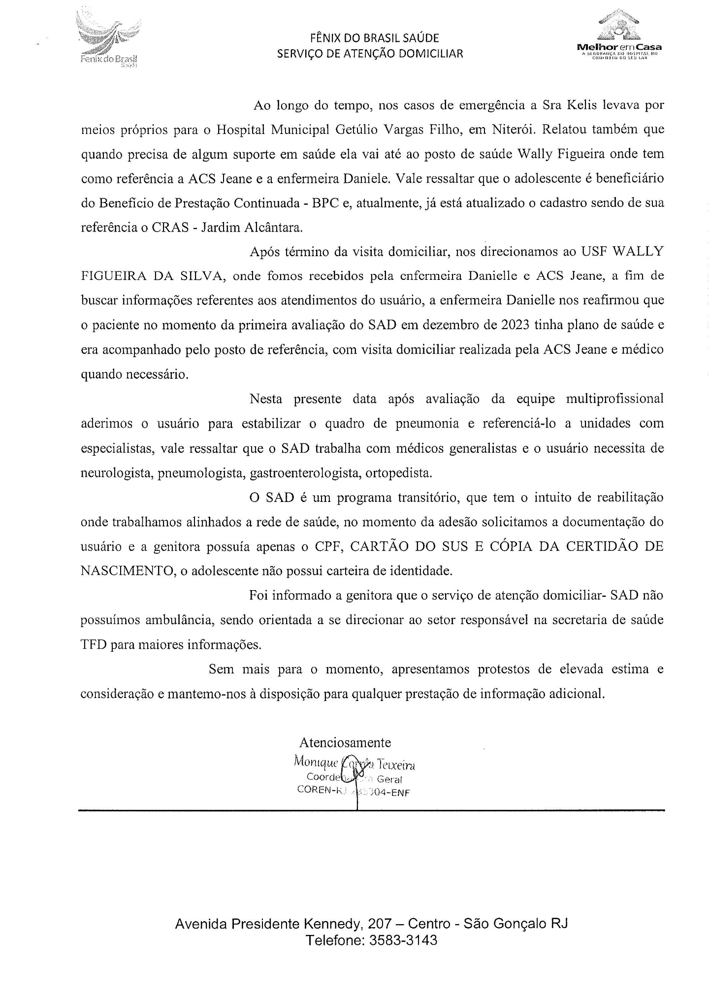 FÊNIX DO BRASIL SAÚDE
SERVIÇO DE ATENÇÃO DOMICILIAR
Fenix do Brasil
Saúde
Melhor em Casa
A SEGURANÇA DO HOSPITAL NO
CONFORTO DO SEU LAR
Ao longo do tempo, nos casos de emergência a Sra Kelis levava por
meios próprios para o Hospital Municipal Getúlio Vargas Filho, em Niterói. Relatou também que
quando precisa de algum suporte em saúde ela vai até ao posto de saúde Wally Figueira onde tem
como referência a ACS Jeane e a enfermeira Daniele. Vale ressaltar que o adolescente é beneficiário
do Benefício de Prestação Continuada - BPC e, atualmente, já está atualizado o cadastro sendo de sua
referência o CRAS - Jardim Alcântara.
Após término da visita domiciliar, nos direcionamos ao USF WALLY
FIGUEIRA DA SILVA, onde fomos recebidos pela enfermeira Danielle e ACS Jeane, a fim de
buscar informações referentes aos atendimentos do usuário, a enfermeira Danielle nos reafirmou que
o paciente no momento da primeira avaliação do SAD em dezembro de 2023 tinha plano de saúde e
era acompanhado pelo posto de referência, com visita domiciliar realizada pela ACS Jeane e médico
quando necessário.
Nesta presente data após avaliação da equipe multiprofissional
aderimos o usuário para estabilizar o quadro de pneumonia e referenciá-lo a unidades com
especialistas, vale ressaltar que o SAD trabalha com médicos generalistas e o usuário necessita de
neurologista, pneumologista, gastroenterologista, ortopedista.
O SAD é um programa transitório, que tem o intuito de reabilitação
onde trabalhamos alinhados a rede de saúde, no momento da adesão solicitamos a documentação do
usuário e a genitora possuía apenas o CPF, CARTÃO DO SUS E CÓPIA DA CERTIDÃO DE
NASCIMENTO, o adolescente não possui carteira de identidade.
Foi informado a genitora que o serviço de atenção domiciliar- SAD não
possuímos ambulância, sendo orientada a se direcionar ao setor responsável na secretaria de saúde
TFD para maiores informações.
Sem mais para o momento, apresentamos protestos de elevada estima e
consideração e mantemo-nos à disposição para qualquer prestação de informação adicional.
Atenciosamente
Monique Teixeira
Geral
304-ENF
Avenida Presidente Kennedy, 207 – Centro - São Gonçalo RJ
Telefone: 3583-3143